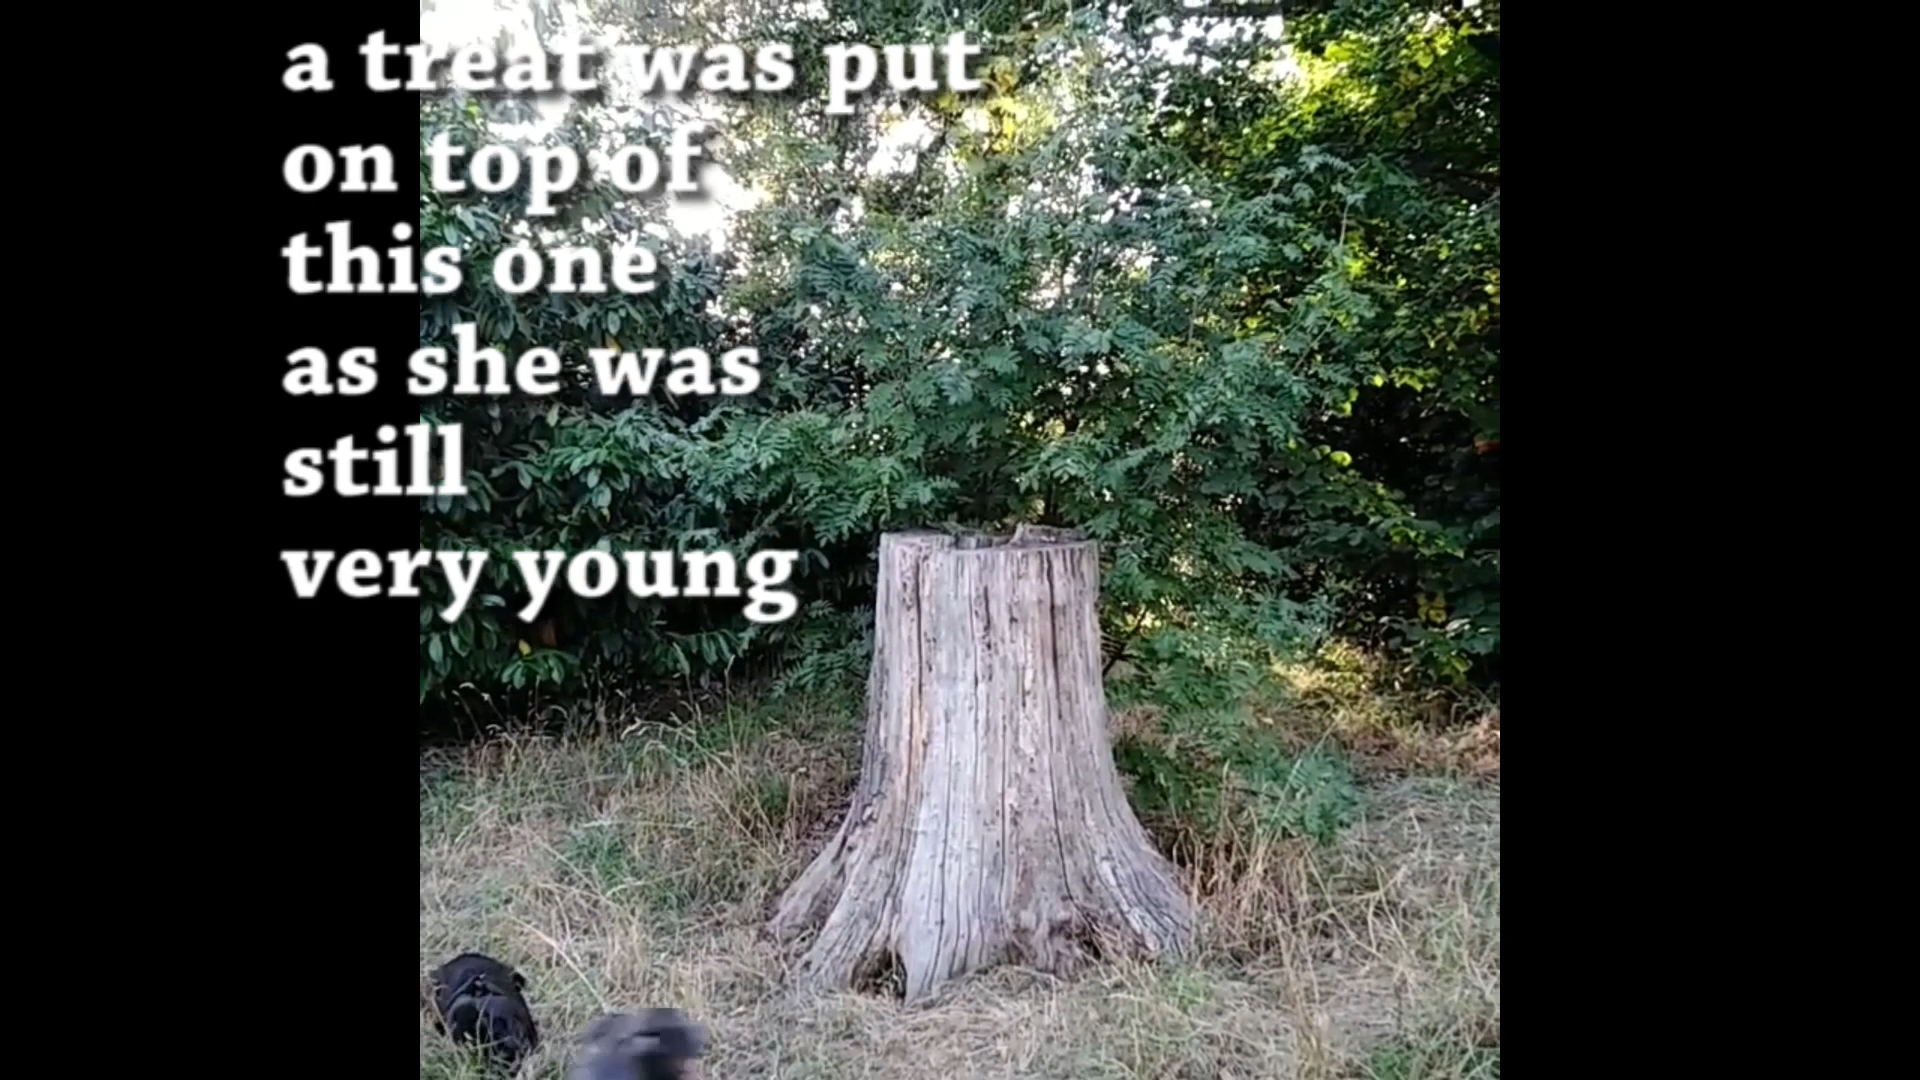 a treat was put
on top of
this one
as she was
still
very young